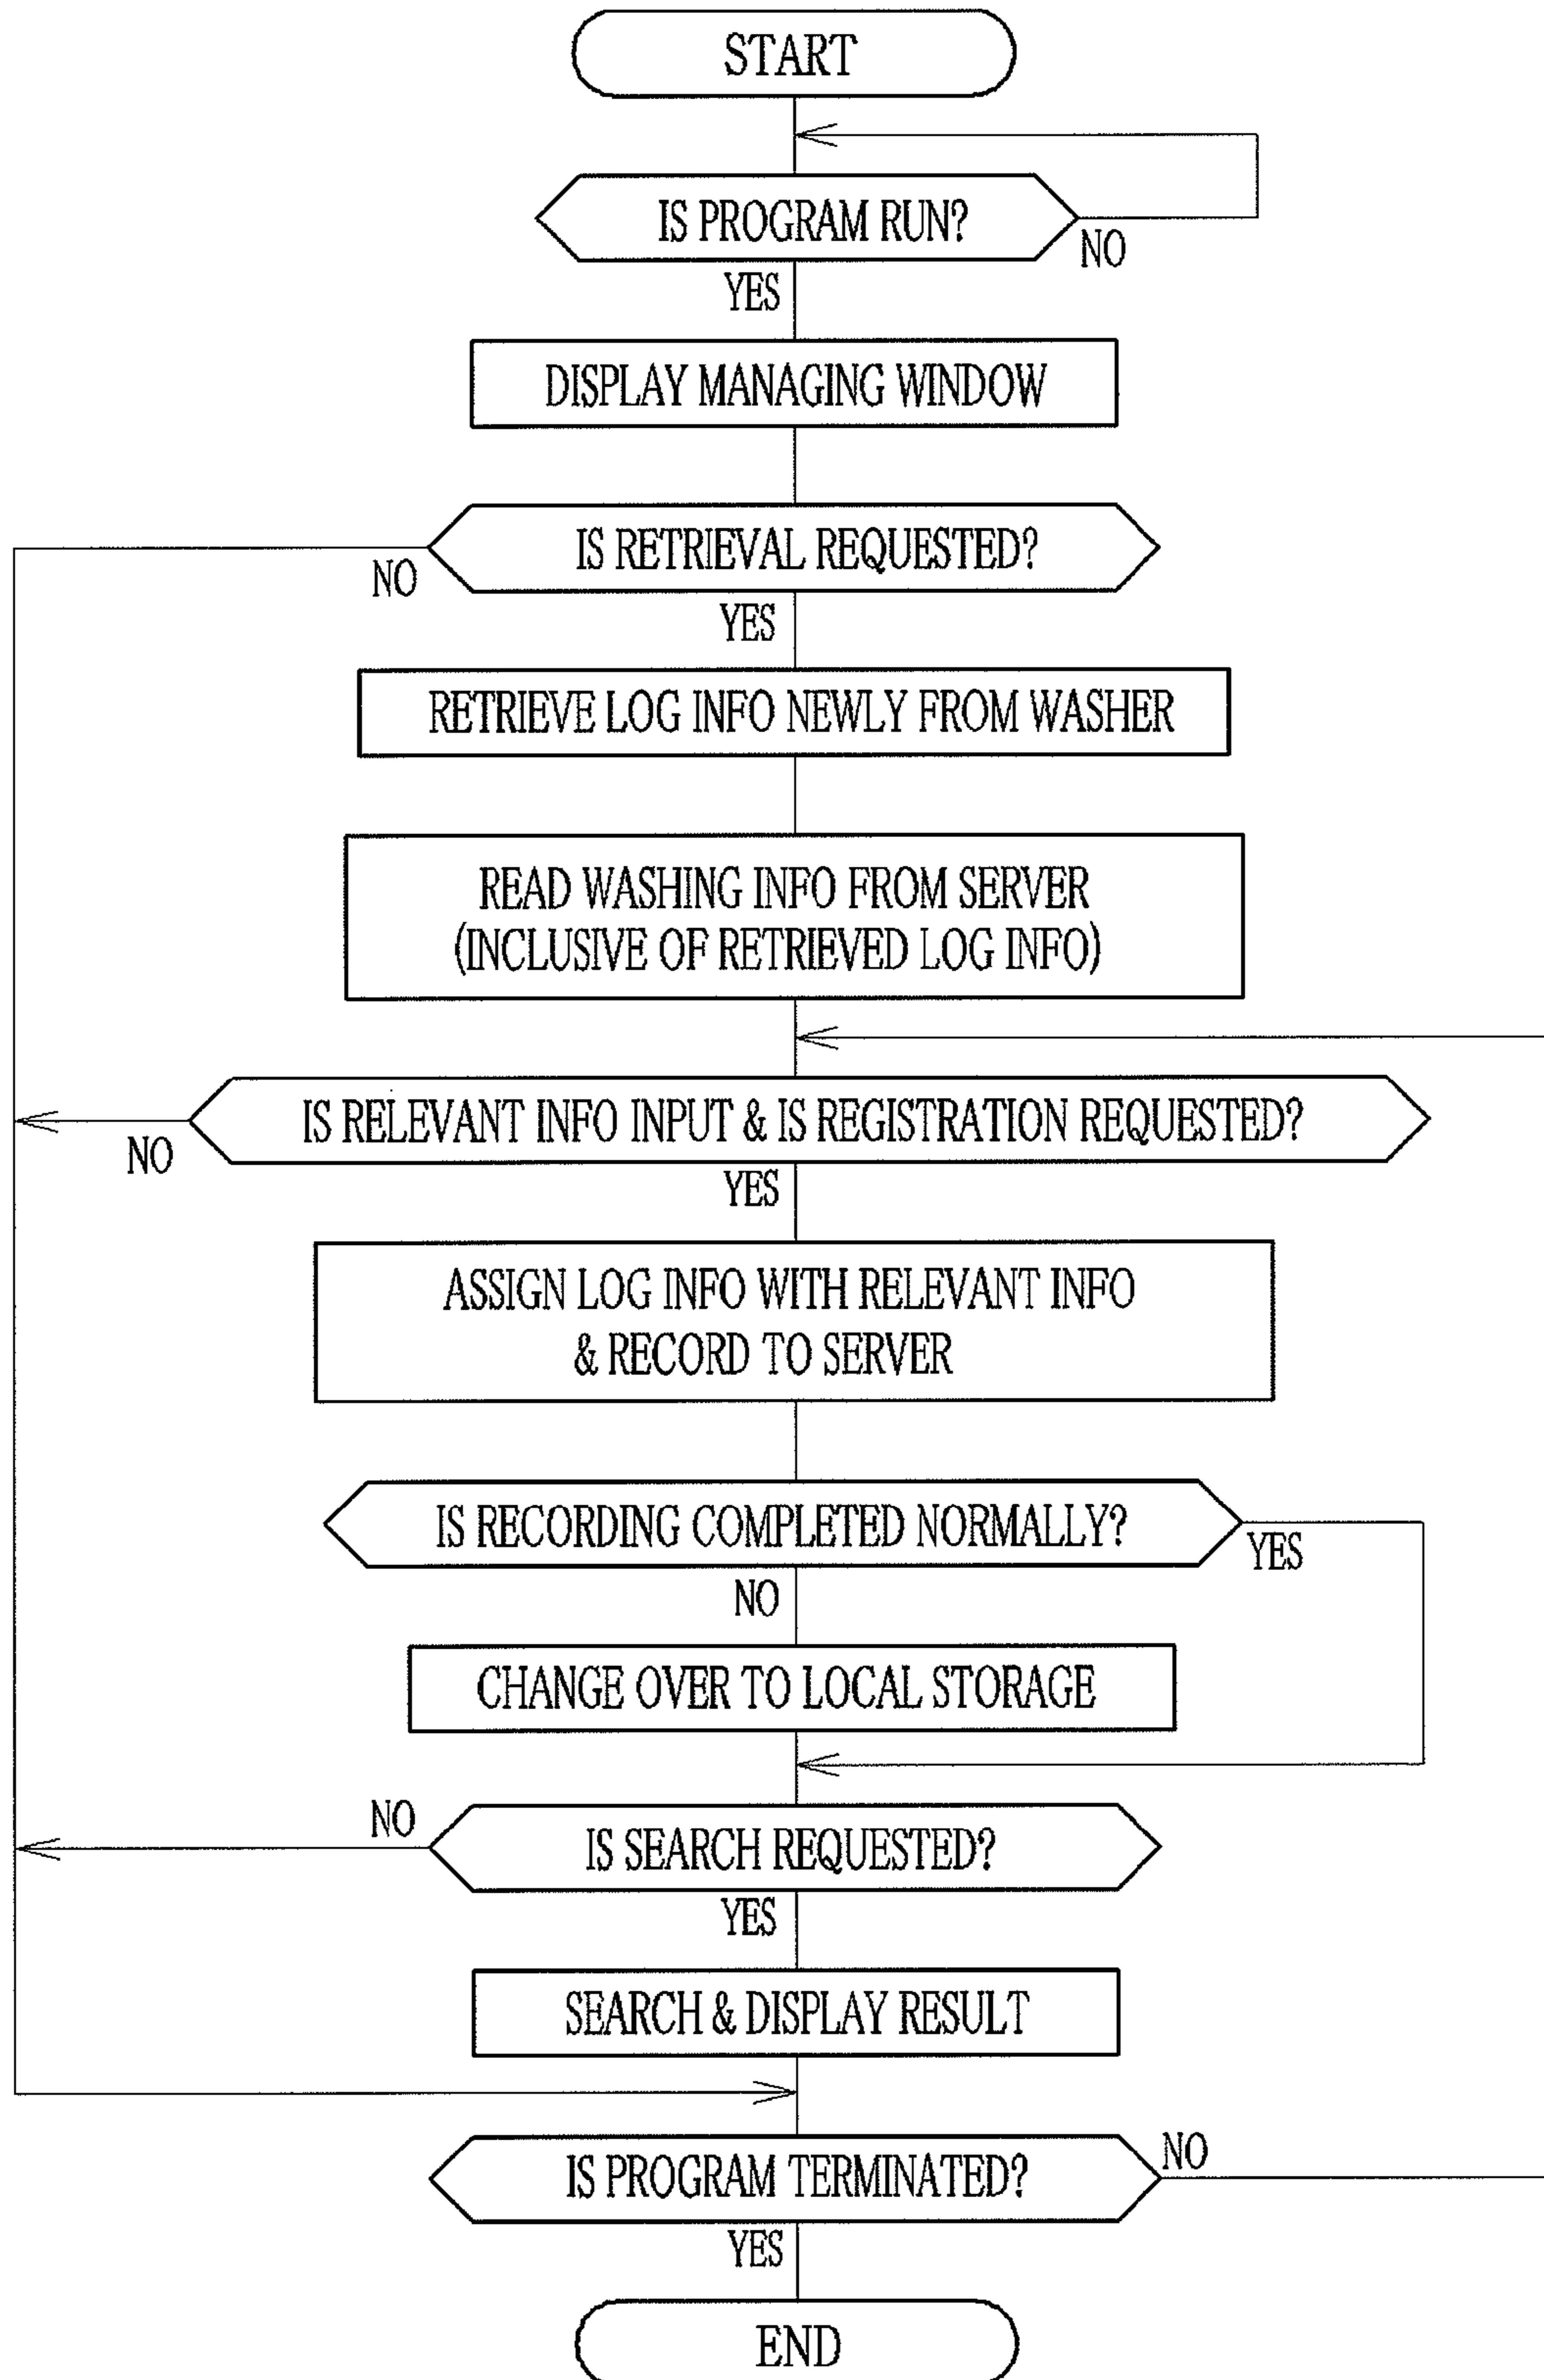 START
IS PROGRAM RUN?
NO
YES
DISPLAY MANAGING WINDOW
IS RETRIEVAL REQUESTED?
NO
YES
RETRIEVE LOG INFO NEWLY FROM WASHER
READ WASHING INFO FROM SERVER
(INCLUSIVE OF RETRIEVED LOG INFO)
IS RELEVANT INFO INPUT & IS REGISTRATION REQUESTED?
NO
YES
ASSIGN LOG INFO WITH RELEVANT INFO
& RECORD TO SERVER
IS RECORDING COMPLETED NORMALLY?
YES
NO
CHANGE OVER TO LOCAL STORAGE
NO
IS SEARCH REQUESTED?
YES
SEARCH & DISPLAY RESULT
NO
IS PROGRAM TERMINATED?
YES
END